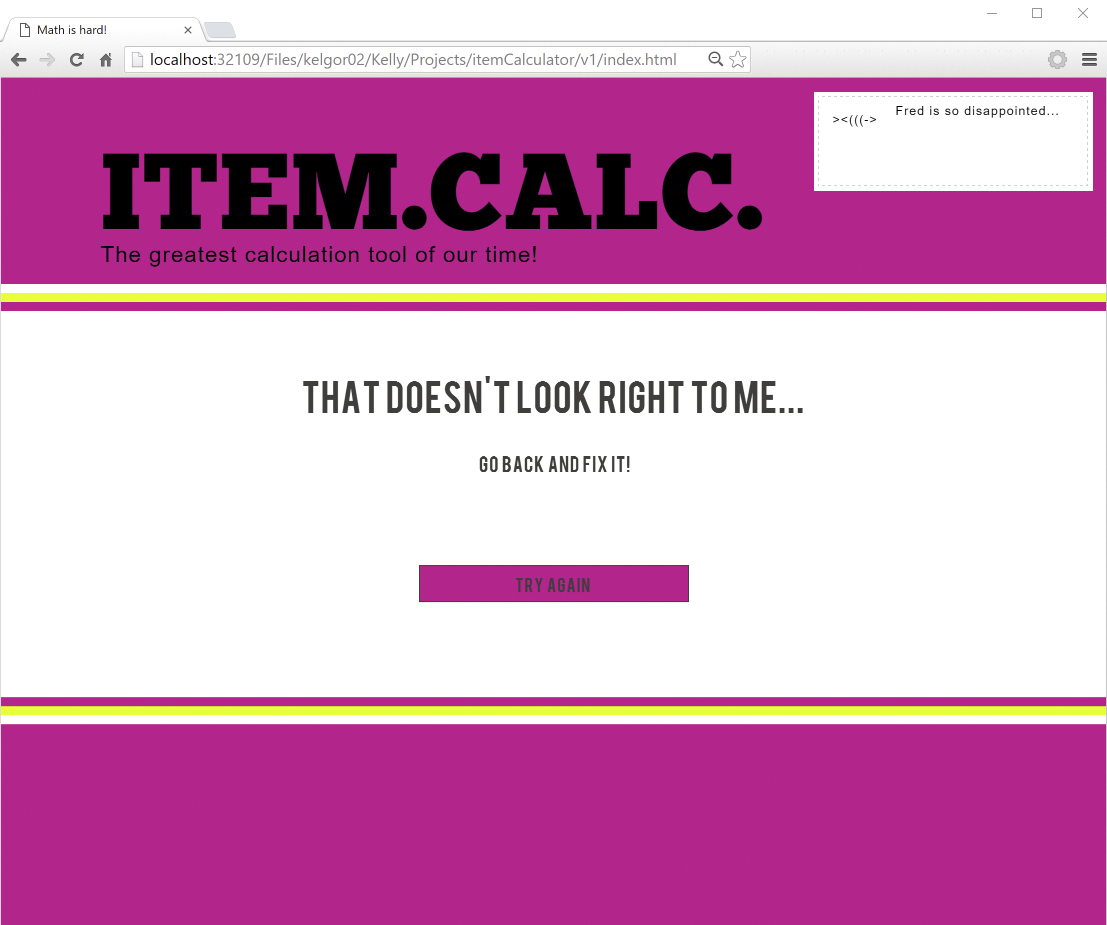 Math is hard!
localhost:32109/Files/kelgor02/Kelly/Projects/itemCalculator/v1/index.html
><(((-> Fred is so disappointed...
ITEM.CALC.
The greatest calculation tool of our time!
THAT DOESN'T LOOK RIGHT TO ME...
GO BACK AND FIX IT!
TRY AGAIN